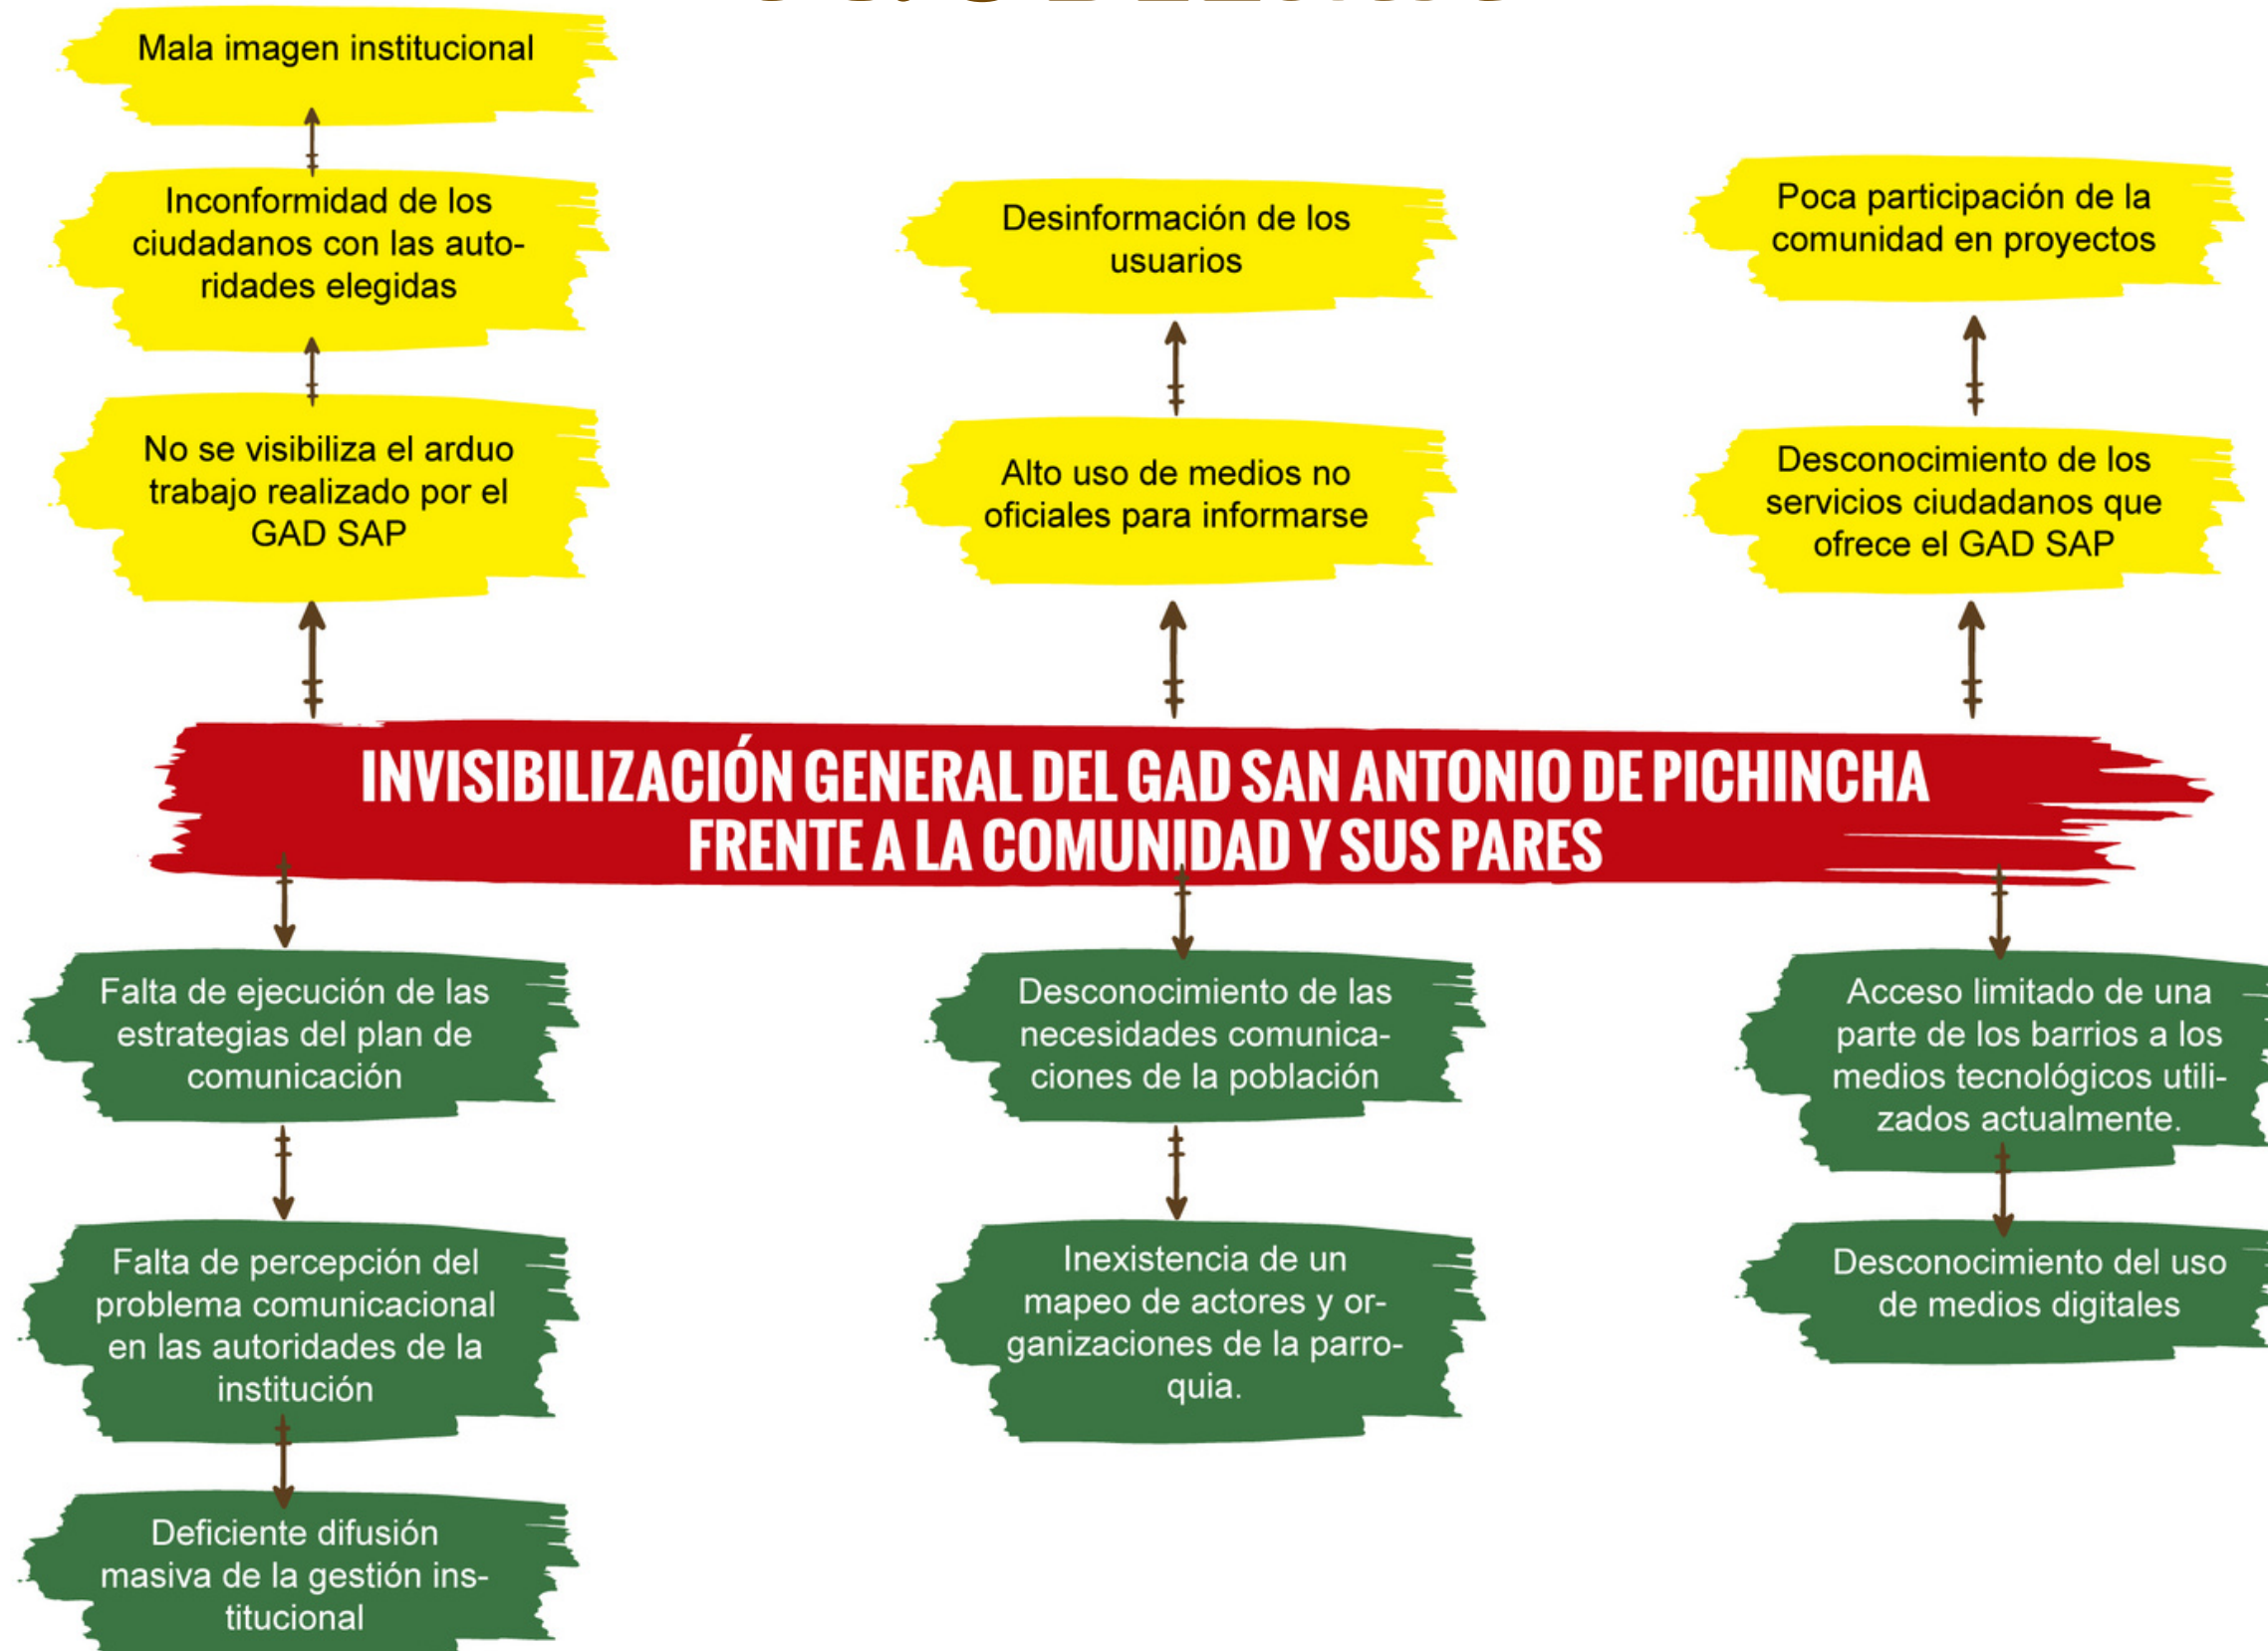 Mala imagen institucional
Inconformidad de los
ciudadanos con las auto-
ridades elegidas
No se visibiliza el arduo
trabajo realizado por el
GAD SAP
Desinformación de los
usuarios
Alto uso de medios no
oficiales para informarse
Poca participación de la
comunidad en proyectos
Desconocimiento de los
servicios ciudadanos que
ofrece el GAD SAP
INVISIBILIZACIÓN GENERAL DEL GAD SAN ANTONIO DE PICHINCHA
FRENTE A LA COMUNIDAD Y SUS PARES
Falta de ejecución de las
estrategias del plan de
comunicación
Falta de percepción del
problema comunicacional
en las autoridades de la
institución
Deficiente difusión
masiva de la gestión ins-
titucional
Desconocimiento de las
necesidades comunica-
ciones de la población
Inexistencia de un
mapeo de actores y or-
ganizaciones de la parro-
quia.
Acceso limitado de una
parte de los barrios a los
medios tecnológicos utili-
zados actualmente.
Desconocimiento del uso
de medios digitales